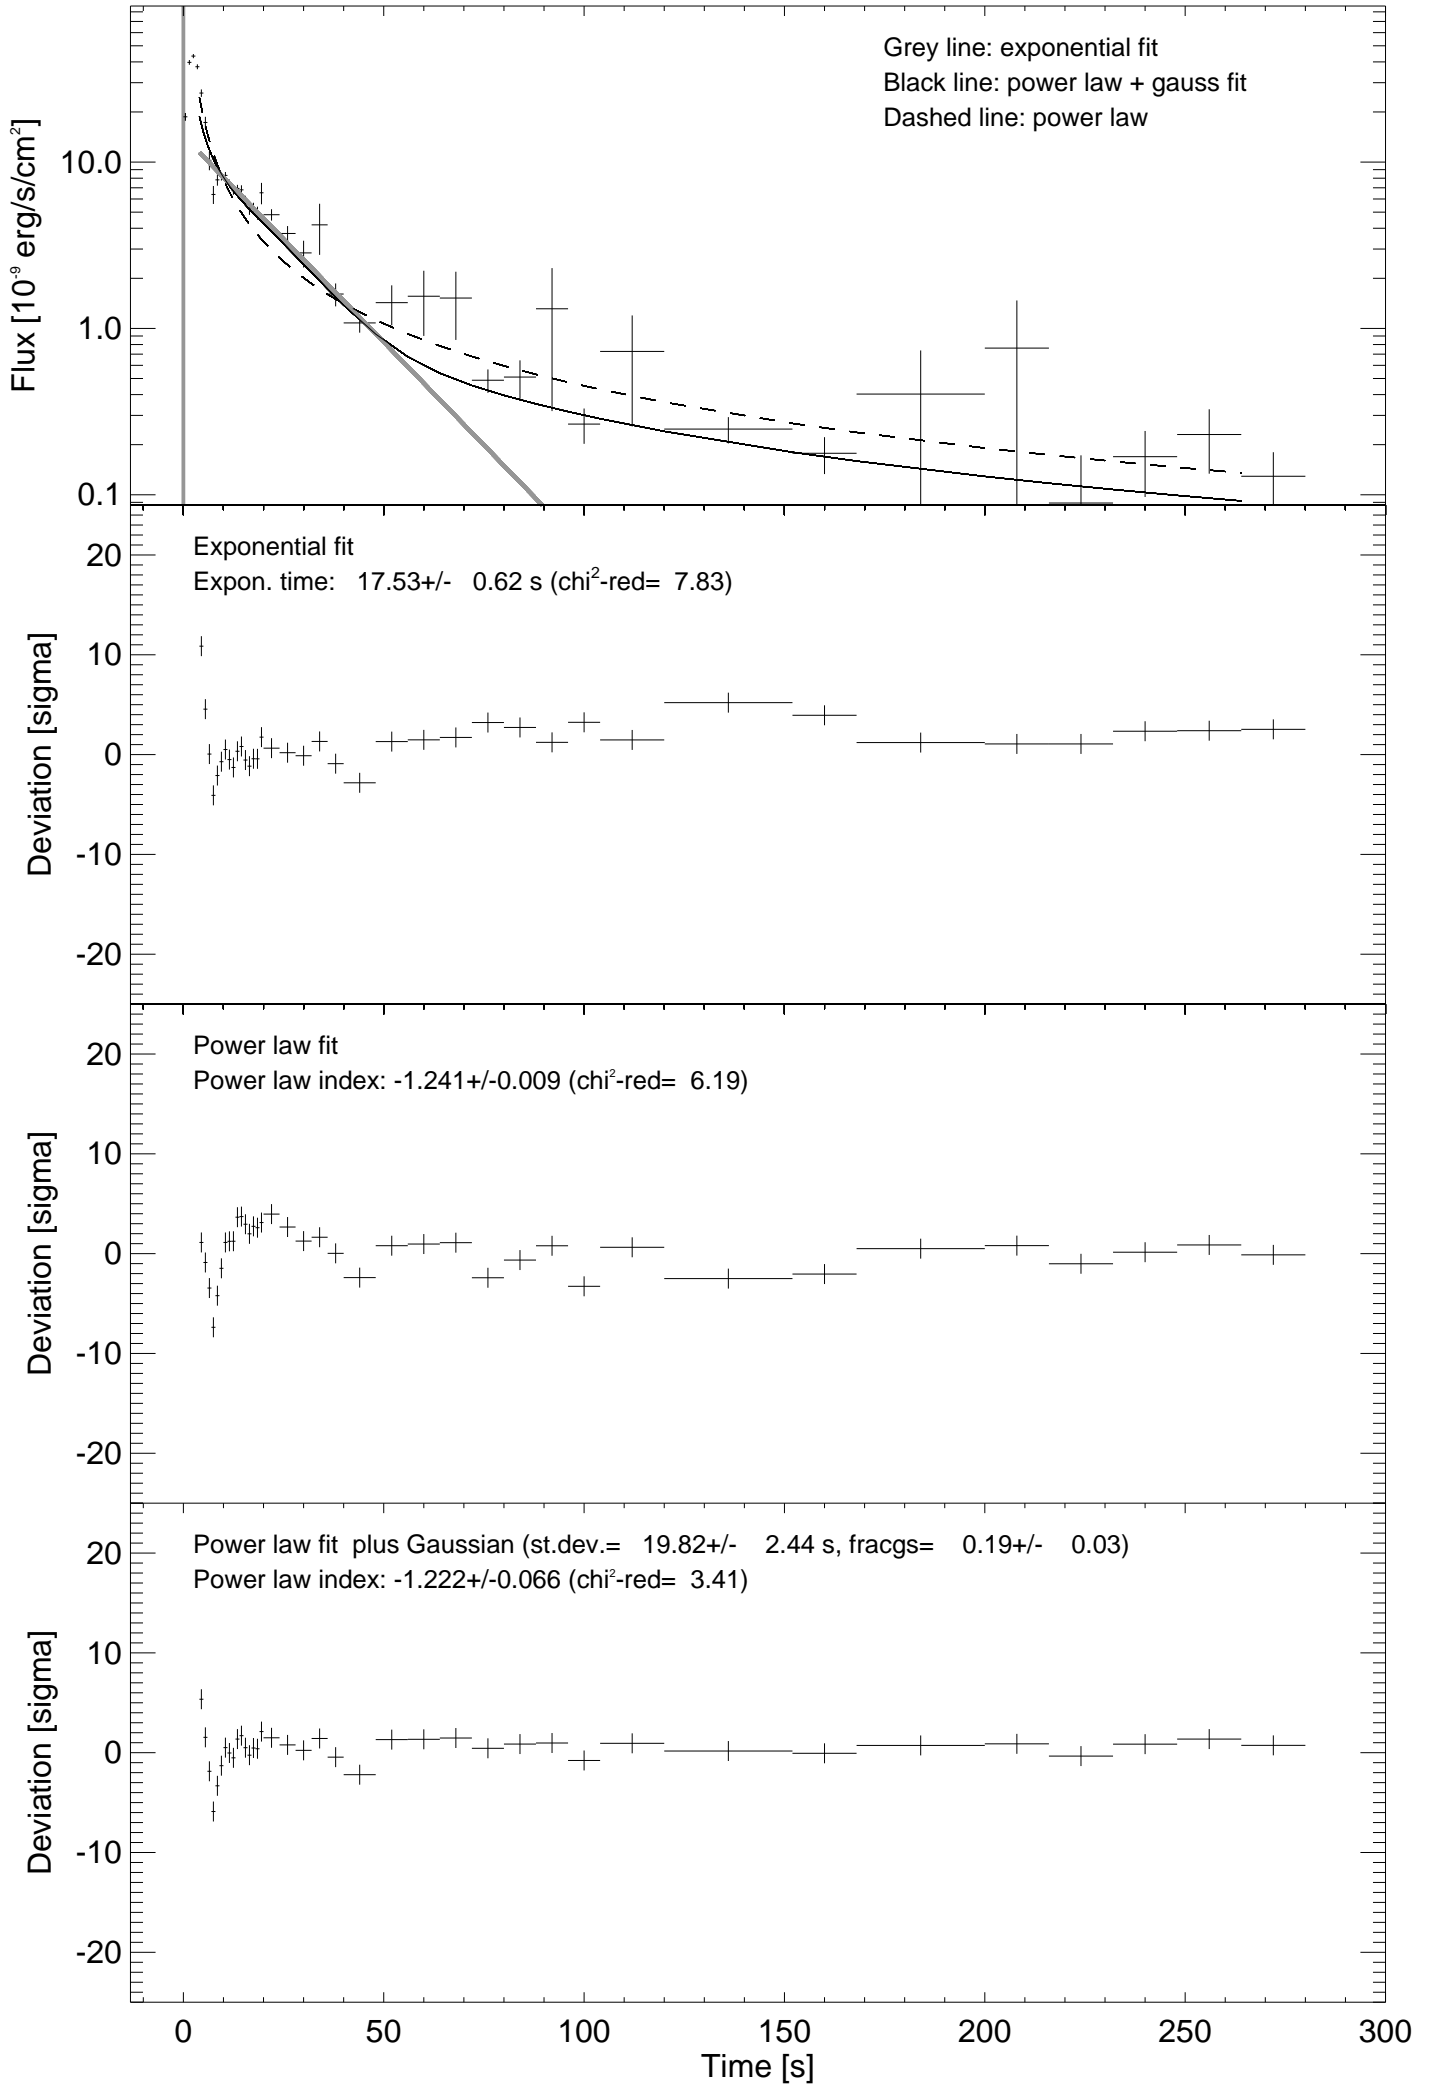 Grey line: exponential fit
Black line: power law + gauss fit
Dashed line: power law
Flux [10⁻⁹ erg/s/cm²]
10.0
1.0
0.1
Exponential fit
Expon. time: 17.53+/- 0.62 s (chi²-red= 7.83)
Deviation [sigma]
20
10
0
-10
-20
Power law fit
Power law index: -1.241+/-0.009 (chi²-red= 6.19)
Deviation [sigma]
20
10
0
-10
-20
Power law fit plus Gaussian (st.dev.= 19.82+/- 2.44 s, fracgs= 0.19+/- 0.03)
Power law index: -1.222+/-0.066 (chi²-red= 3.41)
Deviation [sigma]
20
10
0
-10
-20
0 50 100 150 200 250 300
Time [s]